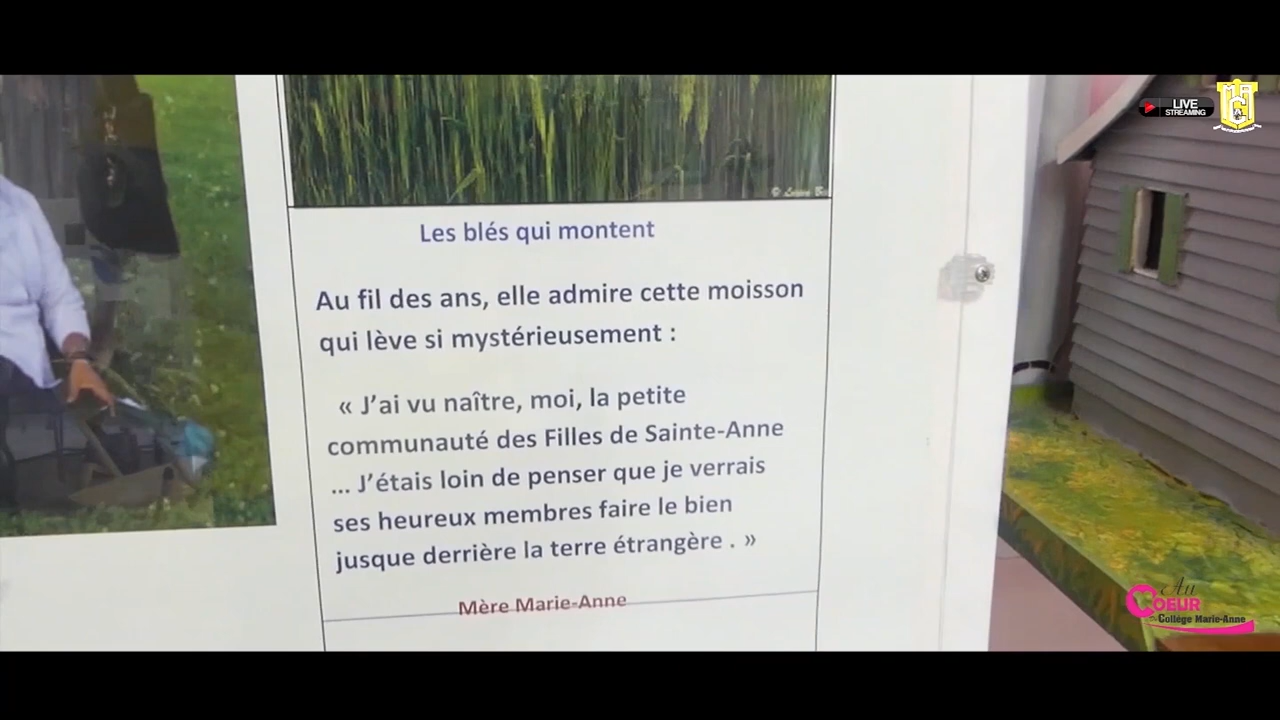 LIVE
STREAMING
Les blés qui montent
Au fil des ans, elle admire cette moisson
qui lève si mystérieusement :
« J’ai vu naître, moi, la petite
communauté des Filles de Sainte-Anne
... J’étais loin de penser que je verrais
ses heureux membres faire le bien
jusque derrière la terre étrangère . »
Mère Marie-Anne
Au
COEUR
Collège Marie-Anne